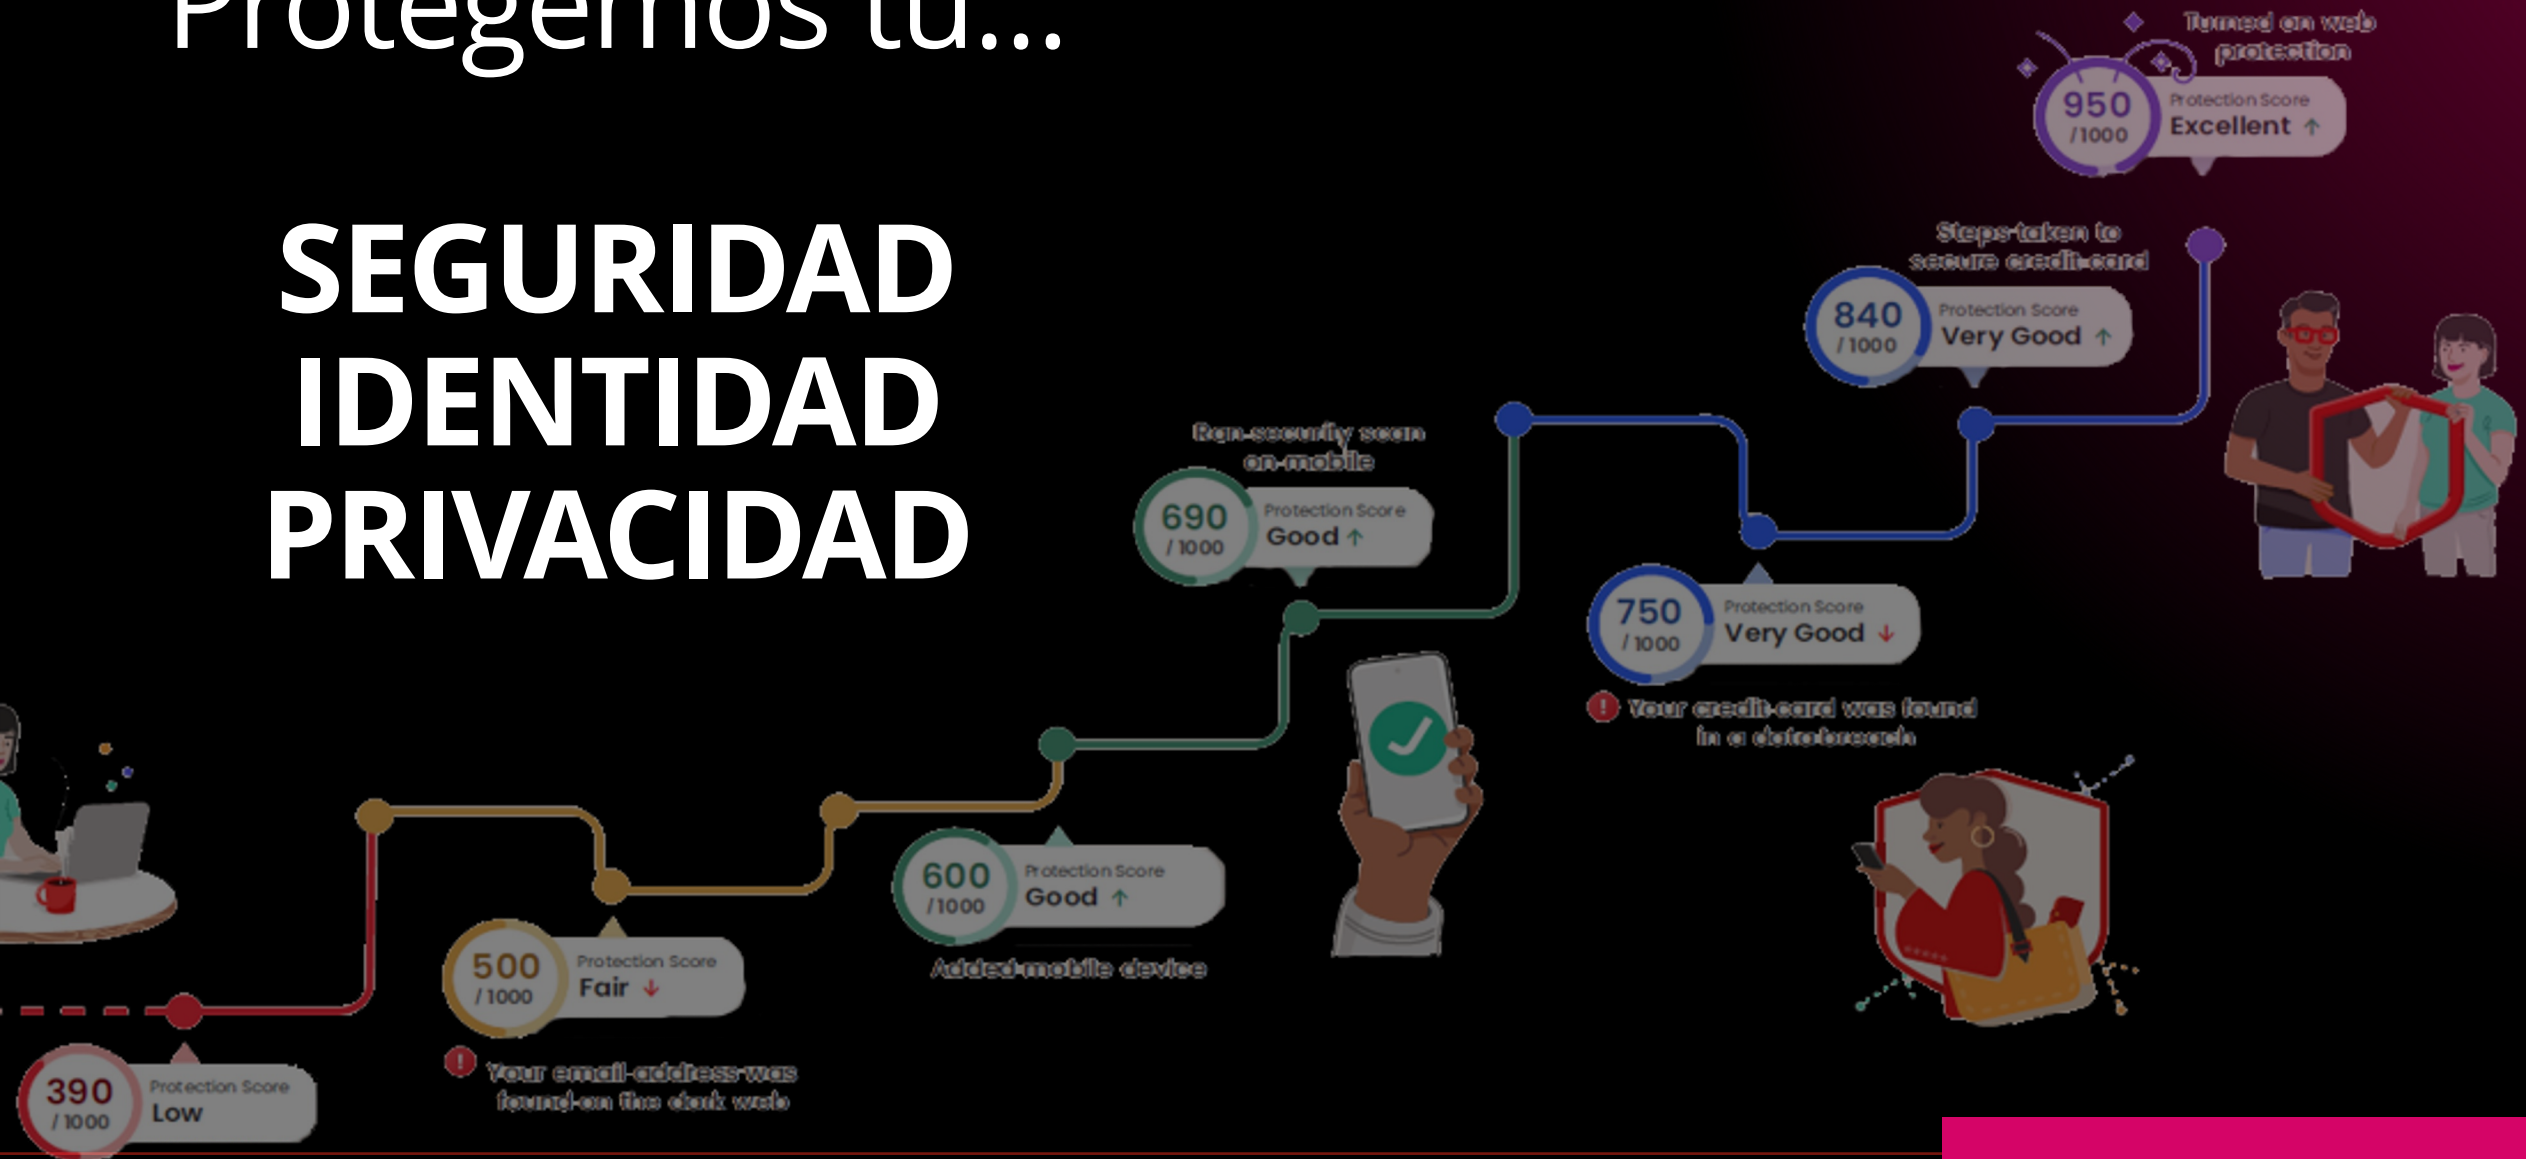 Protegemos tu...
SEGURIDAD
IDENTIDAD
PRIVACIDAD
Turned on web
protection
950
/1000
Protection Score
Excellent ↑
Steps taken to
secure credit card
840
/1000
Protection Score
Very Good ↑
Ran security scan
on mobile
690
/1000
Protection Score
Good ↑
750
/1000
Protection Score
Very Good ↓
! Your credit card was found
in a data breach
600
/1000
Protection Score
Good ↑
Added mobile device
500
/1000
Protection Score
Fair ↓
! Your email address was
found on the dark web
390
/1000
Protection Score
Low